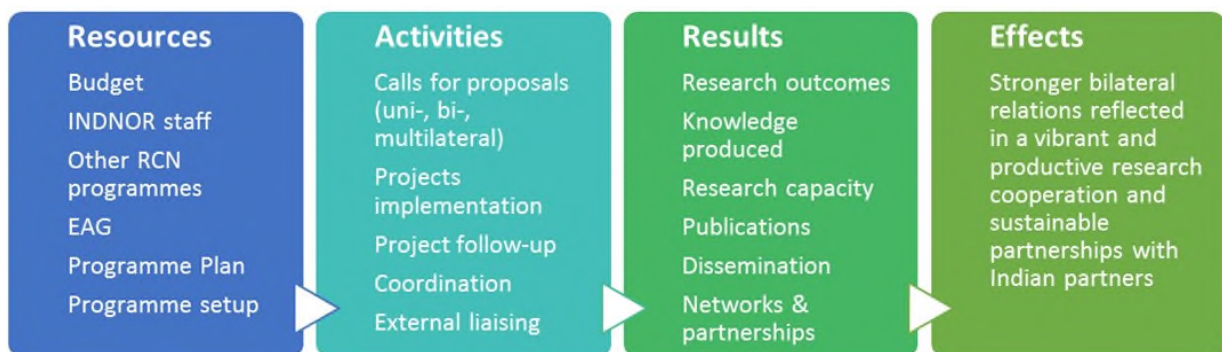 Resources
Budget
INDNOR staff
Other RCN
programmes
EAG
Programme Plan
Programme setup
Activities
Calls for proposals
(uni-, bi-,
multilateral)
Projects
implementation
Project follow-up
Coordination
External liaising
Results
Research outcomes
Knowledge
produced
Research capacity
Publications
Dissemination
Networks &
partnerships
Effects
Stronger bilateral
relations reflected
in a vibrant and
productive research
cooperation and
sustainable
partnerships with
Indian partners